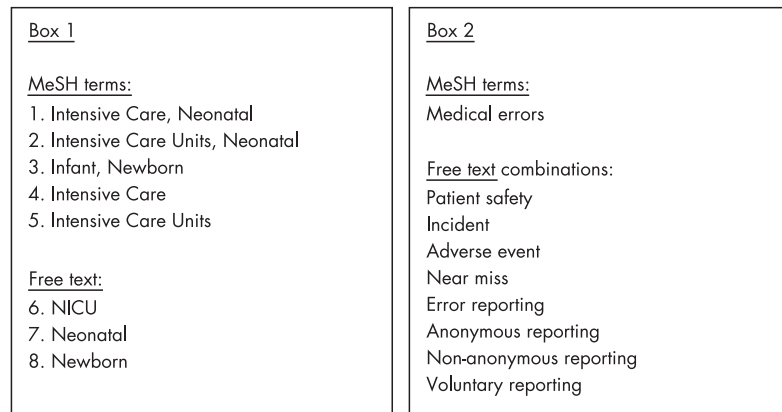 Box 1
MeSH terms:
1. Intensive Care, Neonatal
2. Intensive Care Units, Neonatal
3. Infant, Newborn
4. Intensive Care
5. Intensive Care Units
Free text:
6. NICU
7. Neonatal
8. Newborn
Box 2
MeSH terms:
Medical errors
Free text combinations:
Patient safety
Incident
Adverse event
Near miss
Error reporting
Anonymous reporting
Non-anonymous reporting
Voluntary reporting